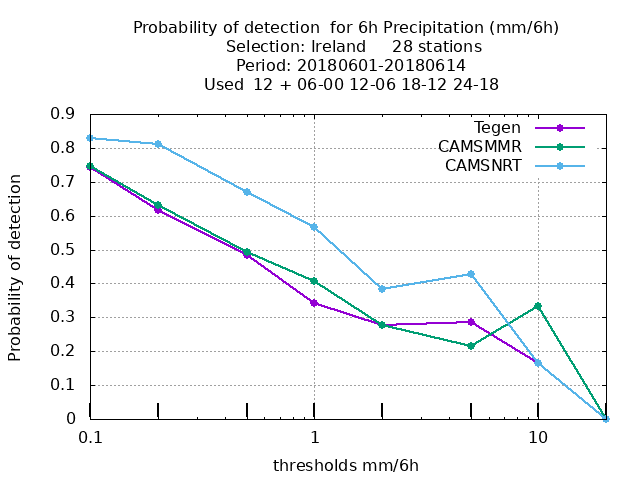 Probability of detection  for 6h Precipitation (mm/6h)
Selection: Ireland     28 stations
Period: 20180601-20180614
Used  12 + 06-00 12-06 18-12 24-18
Tegen
CAMSMMR
CAMSNRT
Probability of detection
0.9
0.8
0.7
0.6
0.5
0.4
0.3
0.2
0.1
0
0.1
1
10
thresholds mm/6h